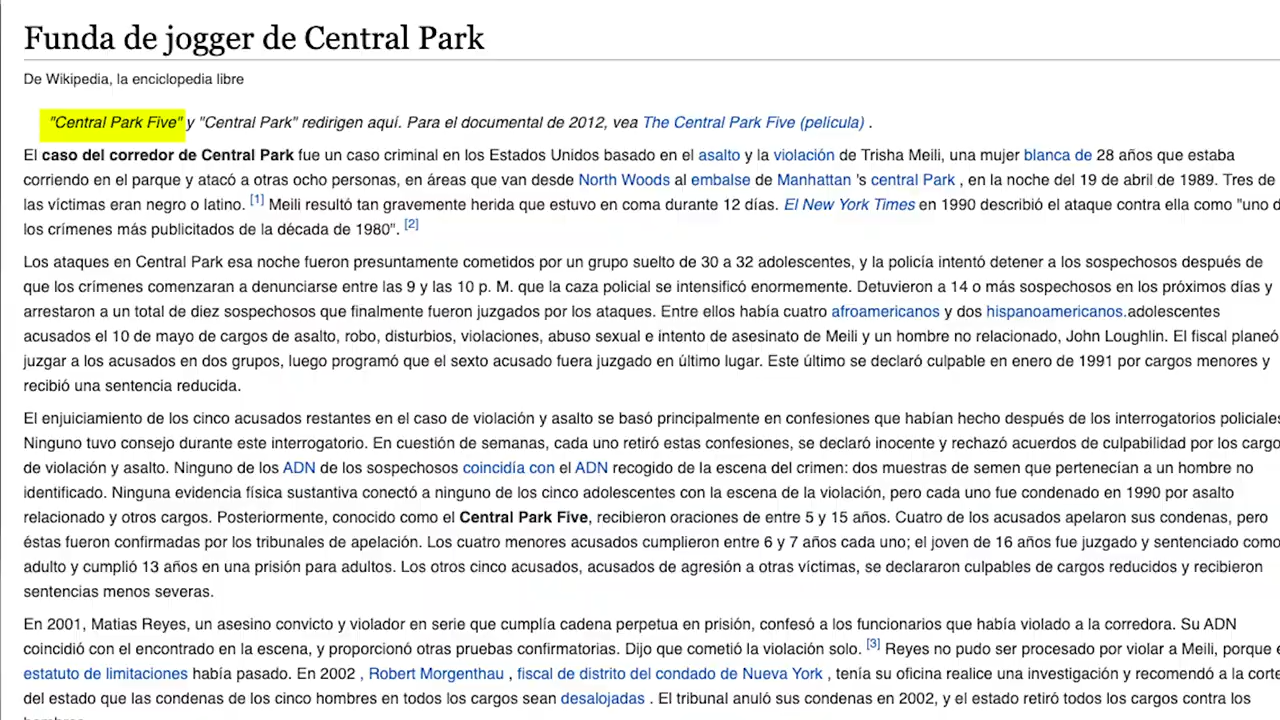 Funda de jogger de Central Park
De Wikipedia, la enciclopedia libre
"Central Park Five" y "Central Park" redirigen aquí. Para el documental de 2012, vea The Central Park Five (película) .
El caso del corredor de Central Park fue un caso criminal en los Estados Unidos basado en el asalto y la violación de Trisha Meili, una mujer blanca de 28 años que estaba
corriendo en el parque y atacó a otras ocho personas, en áreas que van desde North Woods al embalse de Manhattan 's central Park , en la noche del 19 de abril de 1989. Tres de
las víctimas eran negro o latino. [1] Meili resultó tan gravemente herida que estuvo en coma durante 12 días. El New York Times en 1990 describió el ataque contra ella como "uno d
los crímenes más publicitados de la década de 1980". [2]
Los ataques en Central Park esa noche fueron presuntamente cometidos por un grupo suelto de 30 a 32 adolescentes, y la policía intentó detener a los sospechosos después de
que los crímenes comenzaran a denunciarse entre las 9 y las 10 p. M. que la caza policial se intensificó enormemente. Detuvieron a 14 o más sospechosos en los próximos días y
arrestaron a un total de diez sospechosos que finalmente fueron juzgados por los ataques. Entre ellos había cuatro afroamericanos y dos hispanoamericanos.adolescentes
acusados el 10 de mayo de cargos de asalto, robo, disturbios, violaciones, abuso sexual e intento de asesinato de Meili y un hombre no relacionado, John Loughlin. El fiscal planeó
juzgar a los acusados en dos grupos, luego programó que el sexto acusado fuera juzgado en último lugar. Este último se declaró culpable en enero de 1991 por cargos menores y
recibió una sentencia reducida.
El enjuiciamiento de los cinco acusados restantes en el caso de violación y asalto se basó principalmente en confesiones que habían hecho después de los interrogatorios policiales
Ninguno tuvo consejo durante este interrogatorio. En cuestión de semanas, cada uno retiró estas confesiones, se declaró inocente y rechazó acuerdos de culpabilidad por los cargo
de violación y asalto. Ninguno de los ADN de los sospechosos coincidía con el ADN recogido de la escena del crimen: dos muestras de semen que pertenecían a un hombre no
identificado. Ninguna evidencia física sustantiva conectó a ninguno de los cinco adolescentes con la escena de la violación, pero cada uno fue condenado en 1990 por asalto
relacionado y otros cargos. Posteriormente, conocido como el Central Park Five, recibieron oraciones de entre 5 y 15 años. Cuatro de los acusados apelaron sus condenas, pero
éstas fueron confirmadas por los tribunales de apelación. Los cuatro menores acusados cumplieron entre 6 y 7 años cada uno; el joven de 16 años fue juzgado y sentenciado como
adulto y cumplió 13 años en una prisión para adultos. Los otros cinco acusados, acusados de agresión a otras víctimas, se declararon culpables de cargos reducidos y recibieron
sentencias menos severas.
En 2001, Matias Reyes, un asesino convicto y violador en serie que cumplía cadena perpetua en prisión, confesó a los funcionarios que había violado a la corredora. Su ADN
coincidió con el encontrado en la escena, y proporcionó otras pruebas confirmatorias. Dijo que cometió la violación solo. [3] Reyes no pudo ser procesado por violar a Meili, porque e
estatuto de limitaciones había pasado. En 2002 , Robert Morgenthau , fiscal de distrito del condado de Nueva York , tenía su oficina realice una investigación y recomendó a la corte
del estado que las condenas de los cinco hombres en todos los cargos sean desalojadas . El tribunal anuló sus condenas en 2002, y el estado retiró todos los cargos contra los